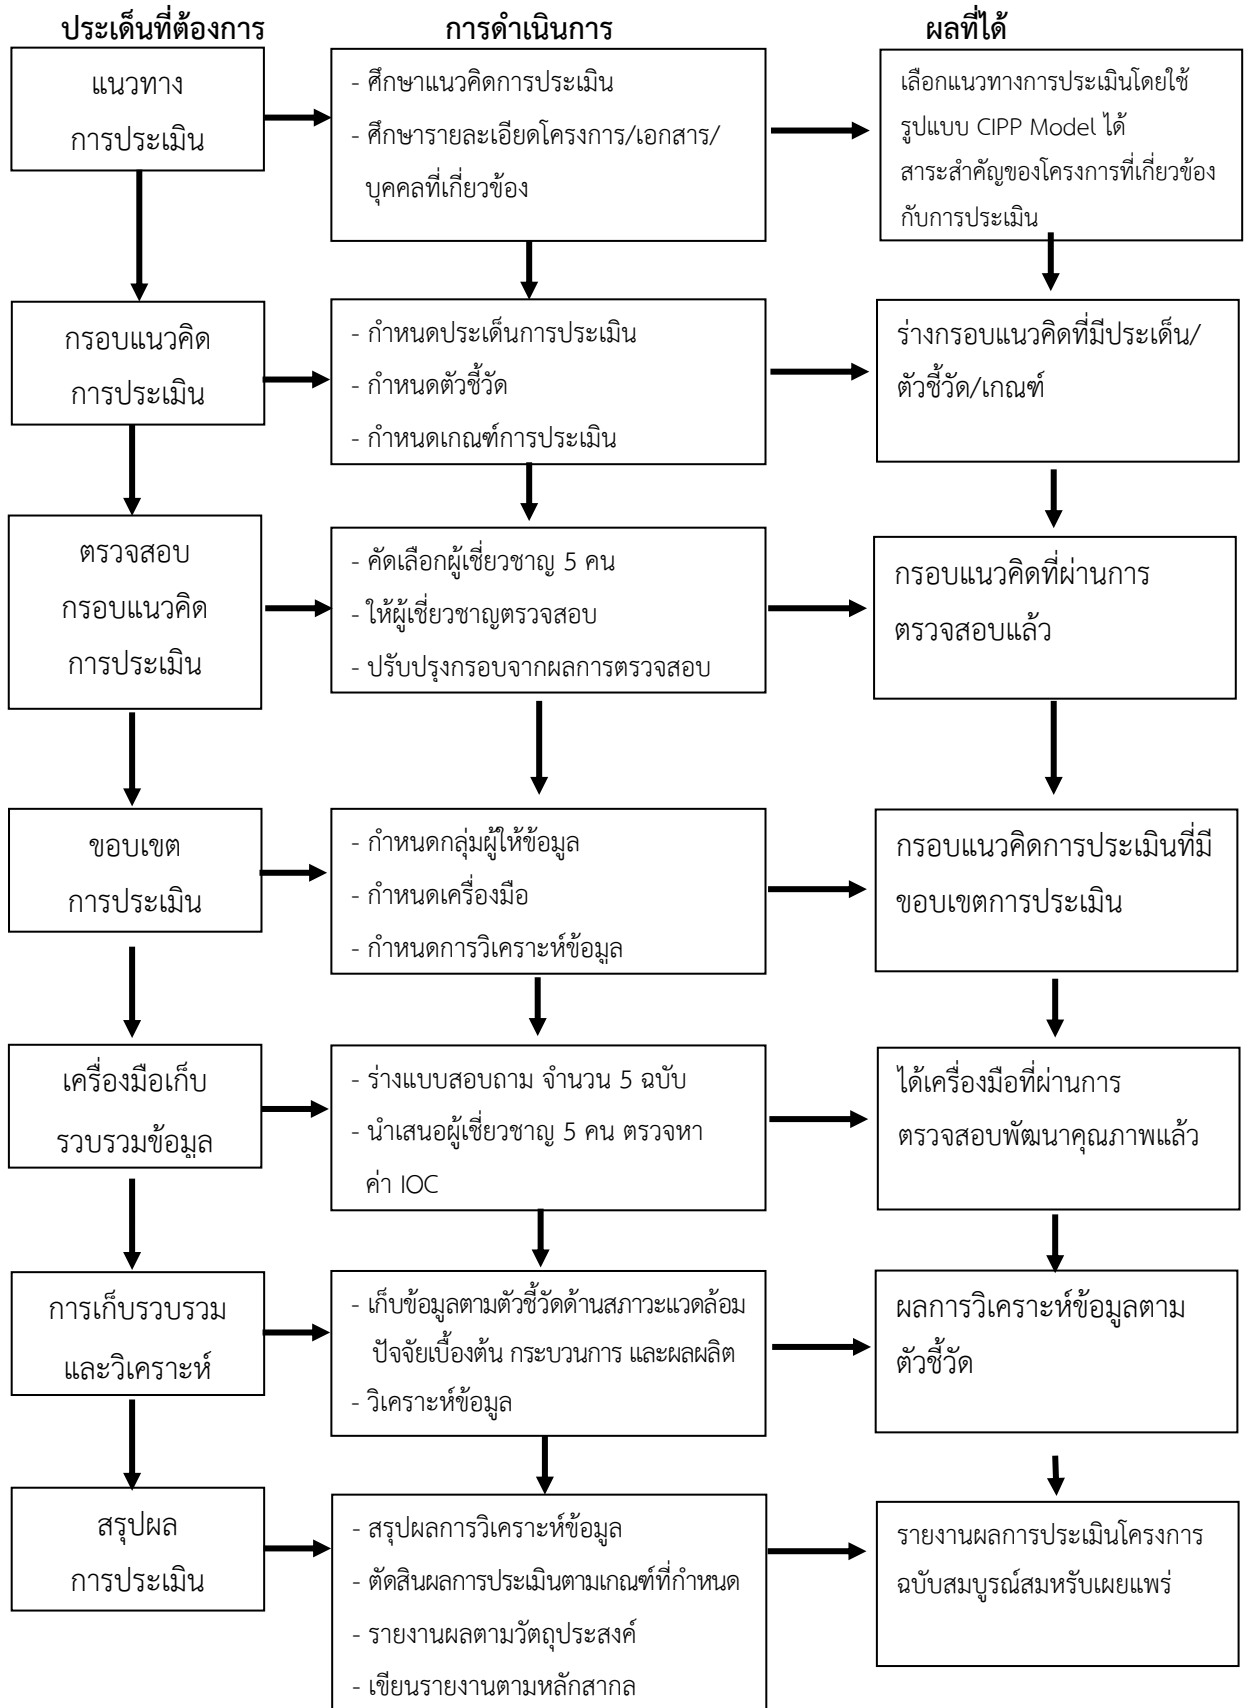 ประเด็นที่ต้องการ
การดำเนินการ
ผลที่ได้
แนวทาง
การประเมิน
- ศึกษาแนวคิดการประเมิน
- ศึกษารายละเอียดโครงการ/เอกสาร/
บุคคลที่เกี่ยวข้อง
เลือกแนวทางการประเมินโดยใช้
รูปแบบ CIPP Model ได้
สาระสำคัญของโครงการที่เกี่ยวข้อง
กับการประเมิน
กรอบแนวคิด
การประเมิน
- กำหนดประเด็นการประเมิน
- กำหนดตัวชี้วัด
- กำหนดเกณฑ์การประเมิน
ร่างกรอบแนวคิดที่มีประเด็น/
ตัวชี้วัด/เกณฑ์
ตรวจสอบ
กรอบแนวคิด
การประเมิน
- คัดเลือกผู้เชี่ยวชาญ 5 คน
- ให้ผู้เชี่ยวชาญตรวจสอบ
- ปรับปรุงกรอบจากผลการตรวจสอบ
กรอบแนวคิดที่ผ่านการ
ตรวจสอบแล้ว
ขอบเขต
การประเมิน
- กำหนดกลุ่มผู้ให้ข้อมูล
- กำหนดเครื่องมือ
- กำหนดการวิเคราะห์ข้อมูล
กรอบแนวคิดการประเมินที่มี
ขอบเขตการประเมิน
เครื่องมือเก็บ
รวบรวมข้อมูล
- ร่างแบบสอบถาม จำนวน 5 ฉบับ
- นำเสนอผู้เชี่ยวชาญ 5 คน ตรวจหา
ค่า IOC
ได้เครื่องมือที่ผ่านการ
ตรวจสอบพัฒนาคุณภาพแล้ว
การเก็บรวบรวม
และวิเคราะห์
- เก็บข้อมูลตามตัวชี้วัดด้านสภาวะแวดล้อม
ปัจจัยเบื้องต้น กระบวนการ และผลผลิต
- วิเคราะห์ข้อมูล
ผลการวิเคราะห์ข้อมูลตาม
ตัวชี้วัด
สรุปผล
การประเมิน
- สรุปผลการวิเคราะห์ข้อมูล
- ตัดสินผลการประเมินตามเกณฑ์ที่กำหนด
- รายงานผลตามวัตถุประสงค์
- เขียนรายงานตามหลักสากล
รายงานผลการประเมินโครงการ
ฉบับสมบูรณ์สมหรับเผยแพร่